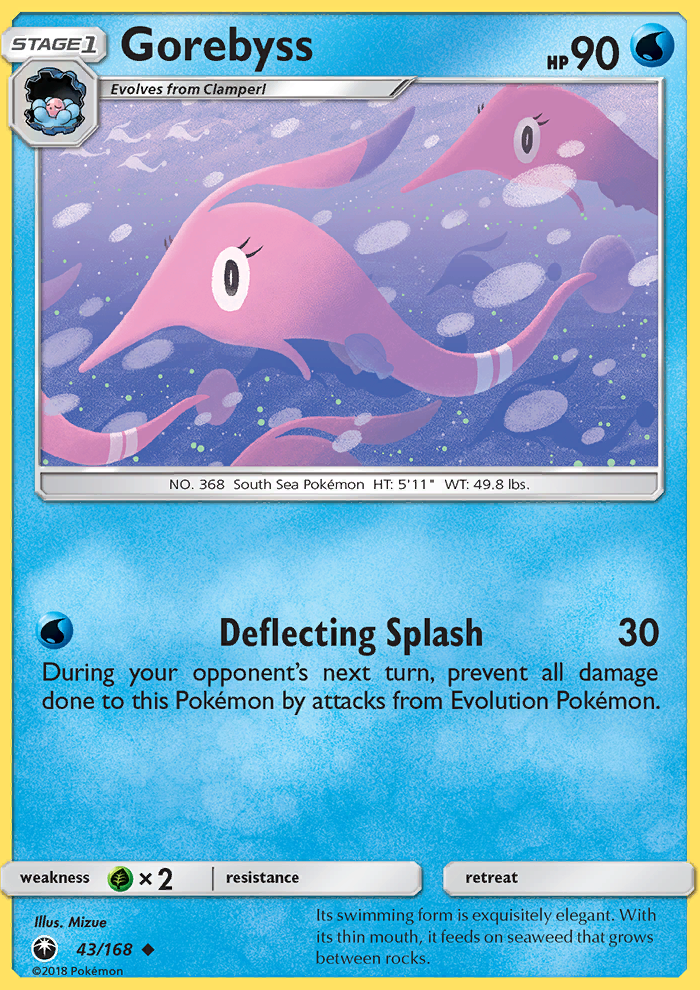 STAGE1 Gorebyss HP 90
Evolves from Clamperl
NO. 368 South Sea Pokémon HT: 5'11" WT: 49.8 lbs.
Deflecting Splash 30
During your opponent's next turn, prevent all damage
done to this Pokémon by attacks from Evolution Pokémon.
weakness × 2 resistance retreat
Illus. Mizue
43/168
©2018 Pokémon
Its swimming form is exquisitely elegant. With
its thin mouth, it feeds on seaweed that grows
between rocks.